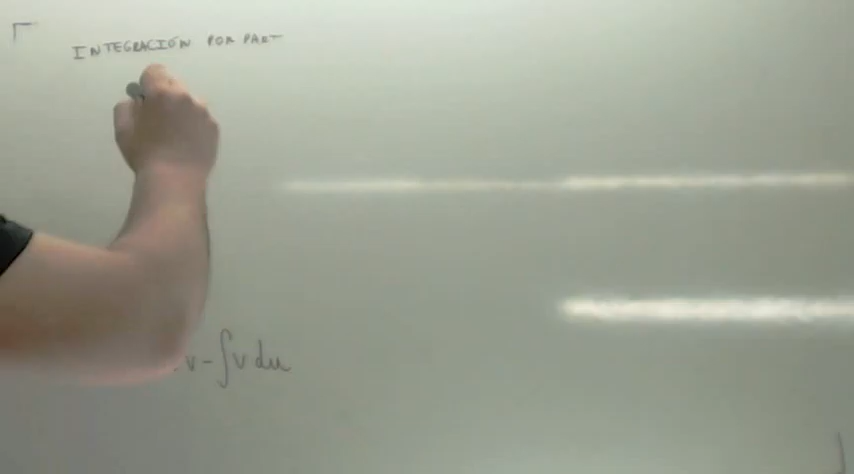 INTEGRACIÓN POR PART
v - ∫v du